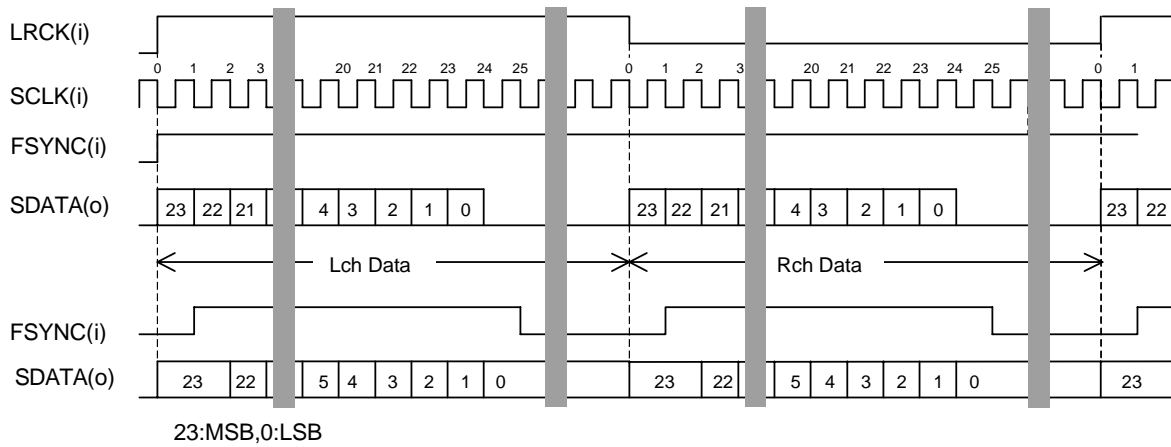 LRCK(i)
0 1 2 3 20 21 22 23 24 25 0 1 2 3 20 21 22 23 24 25 0 1
SCLK(i)
FSYNC(i)
SDATA(o) 23 22 21 4 3 2 1 0 23 22 21 4 3 2 1 0 23 22
Lch Data Rch Data
FSYNC(i)
SDATA(o) 23 22 5 4 3 2 1 0 23 22 5 4 3 2 1 0 23
23:MSB,0:LSB